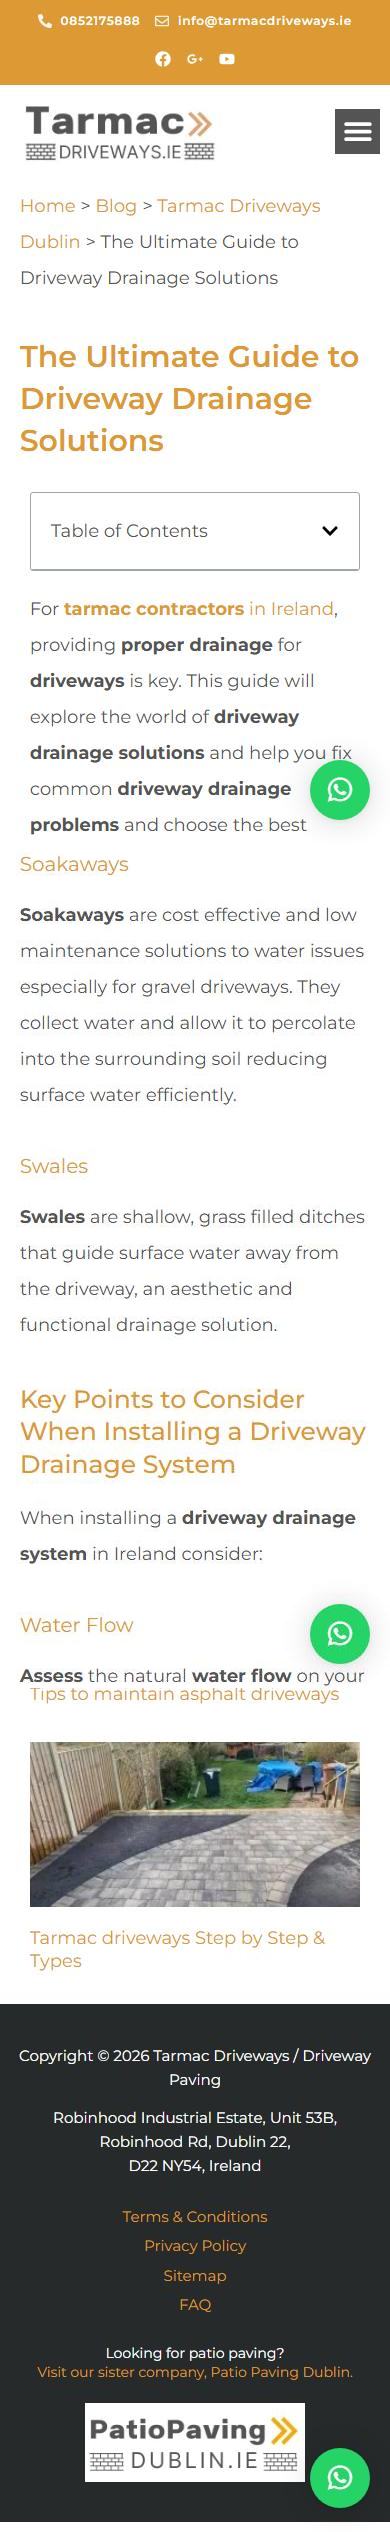 0852175888 info@tarmacdriveways.ie
Tarmac
DRIVEWAYS.IE
Home > Blog > Tarmac Driveways
Dublin > The Ultimate Guide to
Driveway Drainage Solutions
The Ultimate Guide to
Driveway Drainage
Solutions
Table of Contents
For tarmac contractors in Ireland,
providing proper drainage for
driveways is key. This guide will
explore the world of driveway
drainage solutions and help you fix
common driveway drainage
problems and choose the best
Soakaways
Soakaways are cost effective and low
maintenance solutions to water issues
especially for gravel driveways. They
collect water and allow it to percolate
into the surrounding soil reducing
surface water efficiently.
Swales
Swales are shallow, grass filled ditches
that guide surface water away from
the driveway, an aesthetic and
functional drainage solution.
Key Points to Consider
When Installing a Driveway
Drainage System
When installing a driveway drainage
system in Ireland consider:
Water Flow
Assess the natural water flow on your
Tips to maintain asphalt driveways
Tarmac driveways Step by Step &
Types
Copyright © 2026 Tarmac Driveways / Driveway
Paving
Robinhood Industrial Estate, Unit 53B,
Robinhood Rd, Dublin 22,
D22 NY54, Ireland
Terms & Conditions
Privacy Policy
Sitemap
FAQ
Looking for patio paving?
Visit our sister company, Patio Paving Dublin.
PatioPaving
DUBLIN.IE